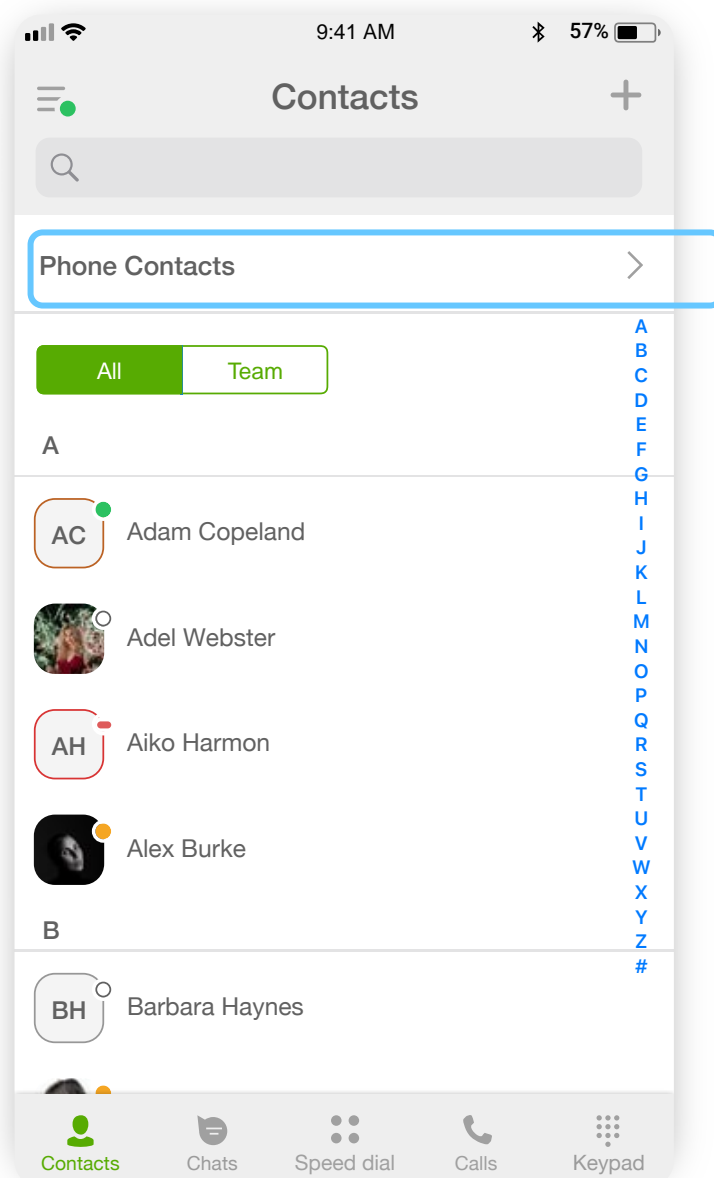 9:41 AM 57%
Contacts
Phone Contacts
All Team
A
AC Adam Copeland
Adel Webster
AH Aiko Harmon
Alex Burke
B
BH Barbara Haynes
A
B
C
D
E
F
G
H
I
J
K
L
M
N
O
P
Q
R
S
T
U
V
W
X
Y
Z
#
Contacts Chats Speed dial Calls Keypad